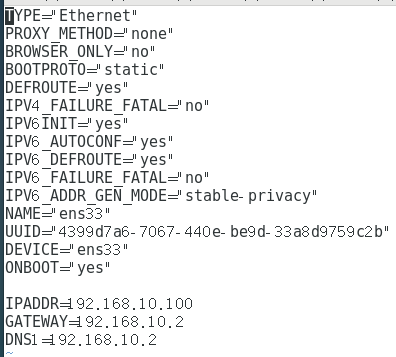 TYPE="Ethernet"
PROXY_METHOD="none"
BROWSER_ONLY="no"
BOOTPROTO="static"
DEFROUTE="yes"
IPV4_FAILURE_FATAL="no"
IPV6INIT="yes"
IPV6_AUTOCONF="yes"
IPV6_DEFROUTE="yes"
IPV6_FAILURE_FATAL="no"
IPV6_ADDR_GEN_MODE="stable-privacy"
NAME="ens33"
UUID="4399d7a6-7067-440e-be9d-33a8d9759c2b"
DEVICE="ens33"
ONBOOT="yes"

IPADDR=192.168.10.100
GATEWAY=192.168.10.2
DNS1=192.168.10.2
~